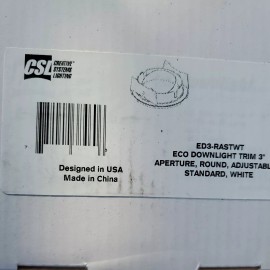 CSL CREATIVE
SYSTEMS
LIGHTING
Designed in USA
Made in China
ED3-RASTWT
ECO DOWNLIGHT TRIM 3"
APERTURE, ROUND, ADJUSTABL
STANDARD, WHITE